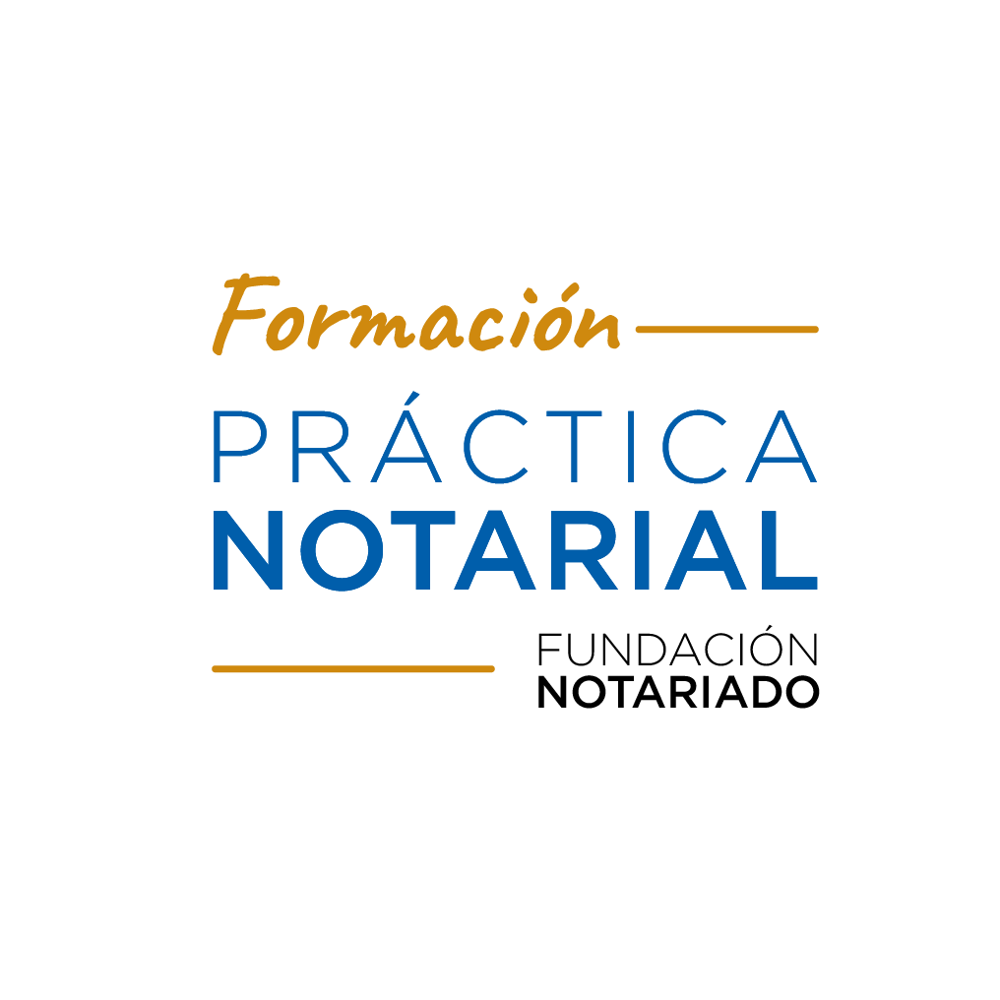 Formación
PRÁCTICA
NOTARIAL
FUNDACIÓN
NOTARIADO